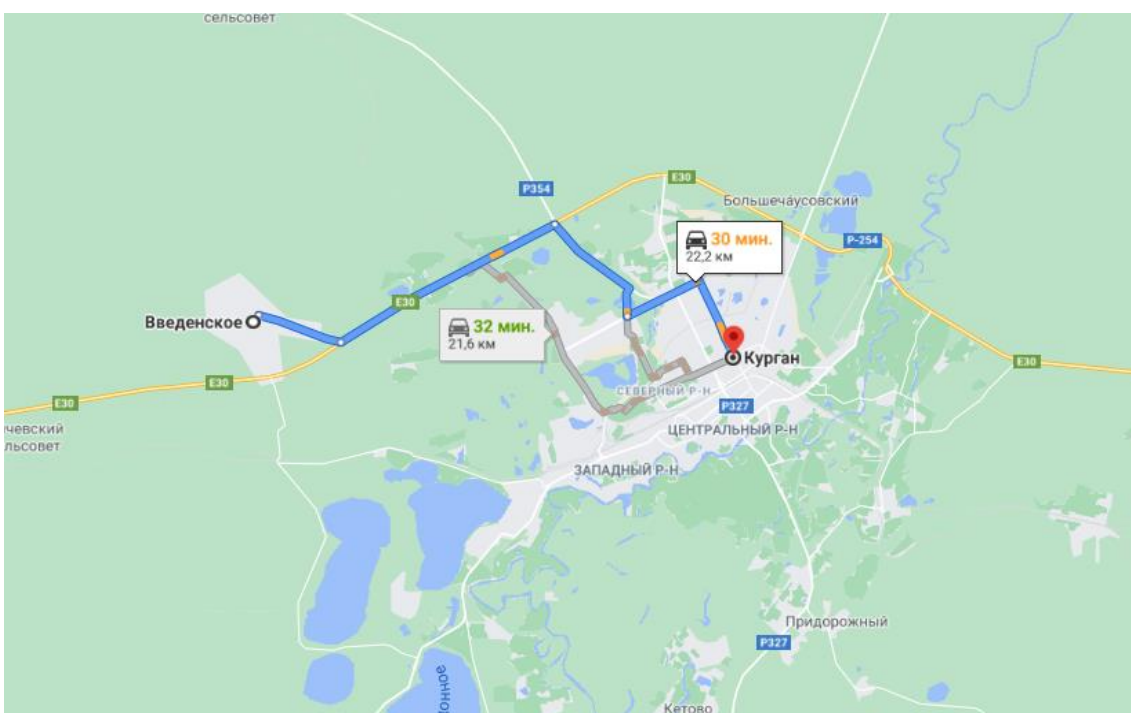 сельсовет
E30
P354
Большечаусовский
30 мин.
22,2 км
P-254
Введенское
E30
32 мин.
21,6 км
Курган
E30
E30
E30
СЕВЕРНЫЙ Р-Н
P327
чевский
льсовет
ЦЕНТРАЛЬНЫЙ Р-Н
ЗАПАДНЫЙ Р-Н
Придорожный
P327
Кетово